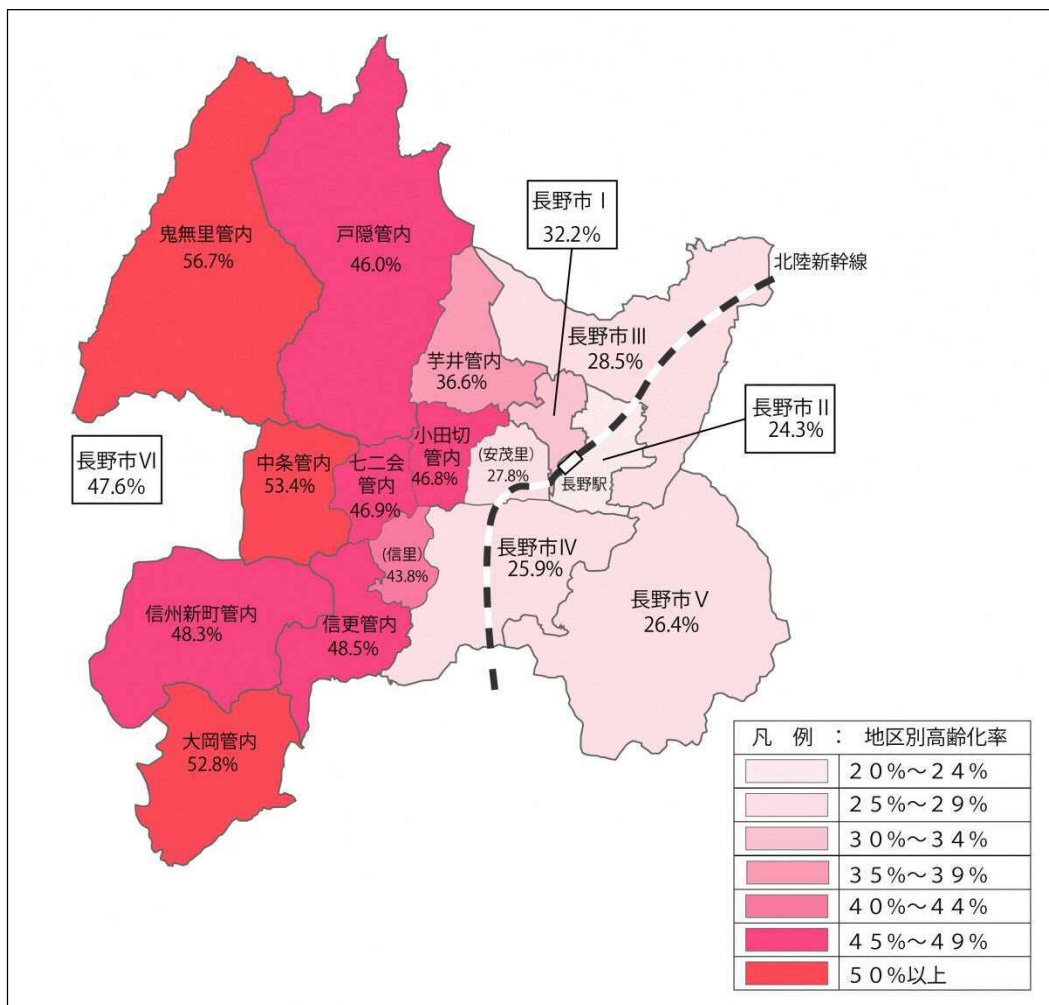 鬼無里管内
56.7%
戸隠管内
46.0%
長野市Ⅰ
32.2%
北陸新幹線
長野市Ⅲ
28.5%
芋井管内
36.6%
長野市Ⅱ
24.3%
長野市Ⅵ
47.6%
中条管内
53.4%
七二会
管内
46.9%
小田切
管内
46.8%
(安茂里)
27.8%
長野駅
(信里)
43.8%
長野市Ⅳ
25.9%
長野市Ⅴ
26.4%
信州新町管内
48.3%
信更管内
48.5%
大岡管内
52.8%
凡 例 : 地区別高齢化率
20%~24%
25%~29%
30%~34%
35%~39%
40%~44%
45%~49%
50%以上